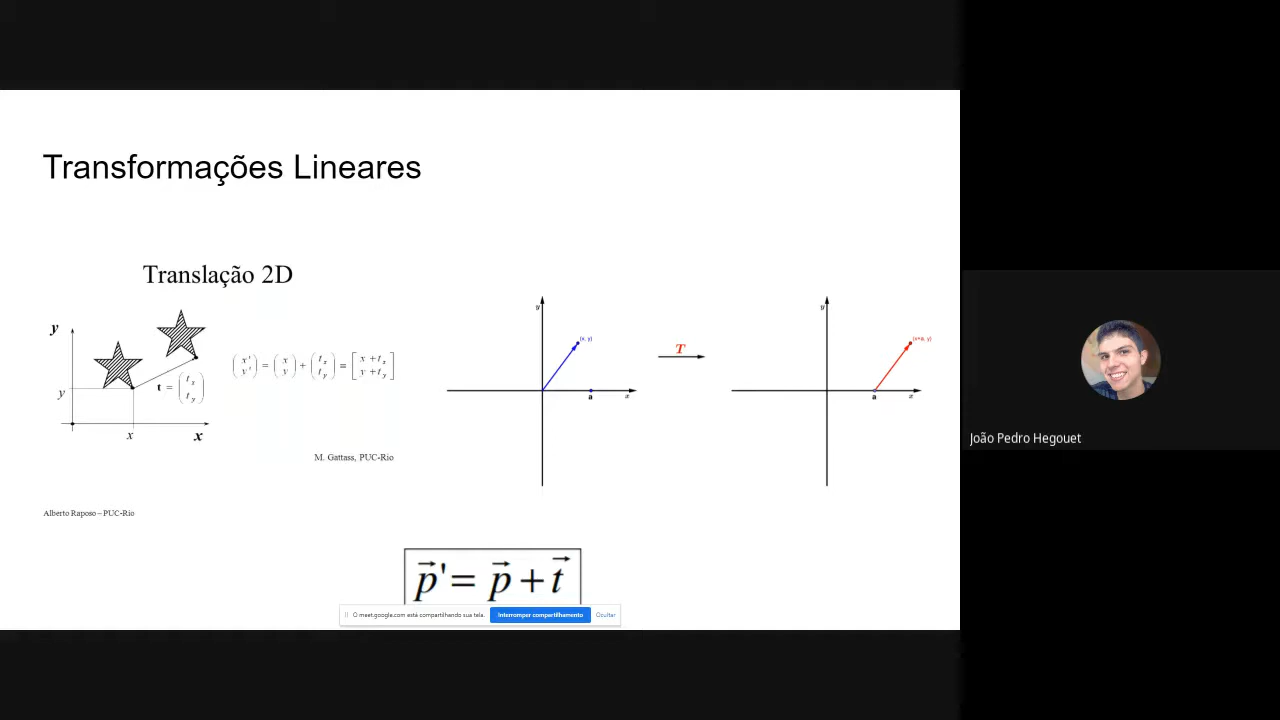 Transformações Lineares
Translação 2D
y
y
x
x
t = ( t x t y )
( x' y' ) = ( x y ) + ( t x t y ) ≡ [ x + t x y + t y ]
M. Gattass, PUC-Rio
Alberto Raposo – PUC-Rio
y
(x, y)
a
x
T
y
(x+a, y)
a
x
p' = p + t
O meet.google.com está compartilhando sua tela.
Interromper compartilhamento
Ocultar
João Pedro Hegouet